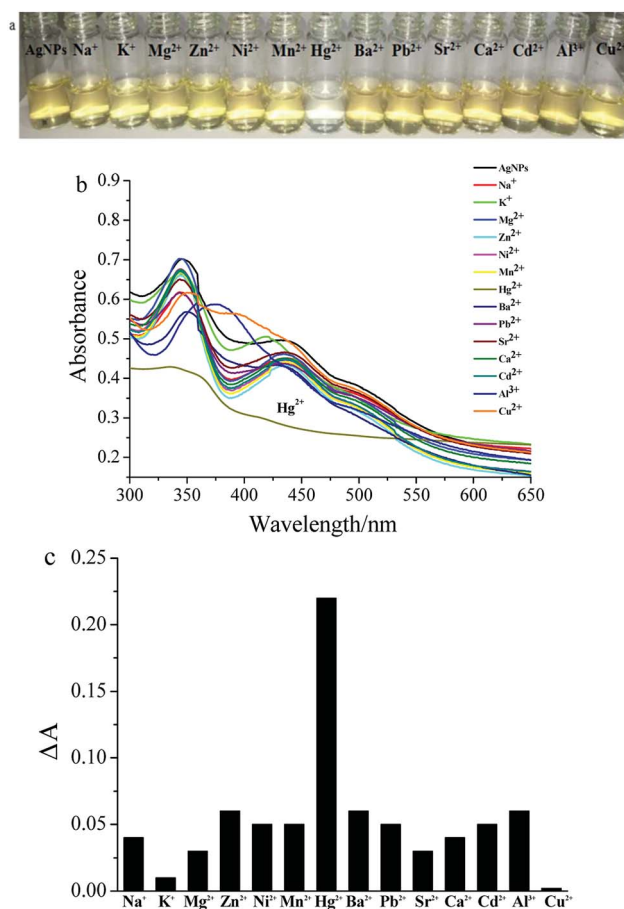 a
AgNPs Na⁺ K⁺ Mg²⁺ Zn²⁺ Ni²⁺ Mn²⁺ Hg²⁺ Ba²⁺ Pb²⁺ Sr²⁺ Ca²⁺ Cd²⁺ Al³⁺ Cu²⁺
b
0.9
0.8
0.7
0.6
0.5
0.4
0.3
0.2
Absorbance
Hg²⁺
AgNPs
Na⁺
K⁺
Mg²⁺
Zn²⁺
Ni²⁺
Mn²⁺
Hg²⁺
Ba²⁺
Pb²⁺
Sr²⁺
Ca²⁺
Cd²⁺
Al³⁺
Cu²⁺
300 350 400 450 500 550 600 650
Wavelength/nm
c
0.25
0.20
0.15
0.10
0.05
0.00
ΔA
Na⁺ K⁺ Mg²⁺ Zn²⁺ Ni²⁺ Mn²⁺ Hg²⁺ Ba²⁺ Pb²⁺ Sr²⁺ Ca²⁺ Cd²⁺ Al³⁺ Cu²⁺